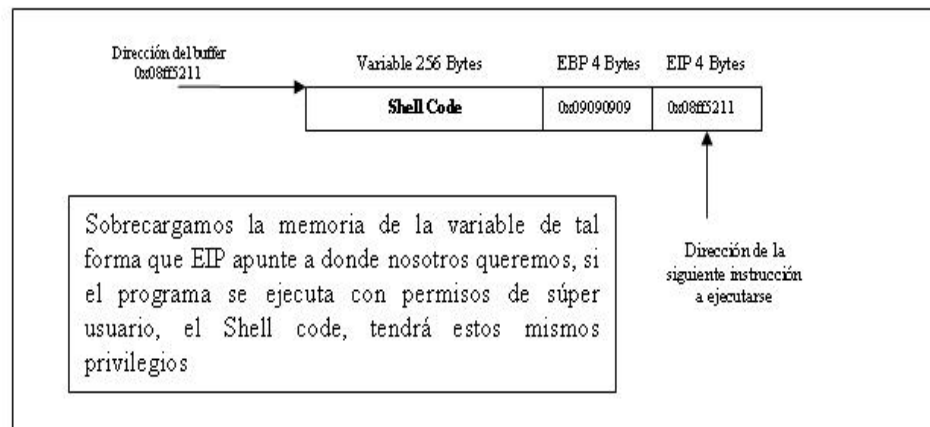 Dirección del buffer
0x08ff5211
Variable 256 Bytes
EBP 4 Bytes
EIP 4 Bytes
Shell Code
0x09090909
0x08ff5211
Sobrecargamos la memoria de la variable de tal
forma que EIP apunte a donde nosotros queremos, si
el programa se ejecuta con permisos de súper
usuario, el Shell code, tendrá estos mismos
privilegios
Dirección de la
siguiente instrucción
a ejecutarse